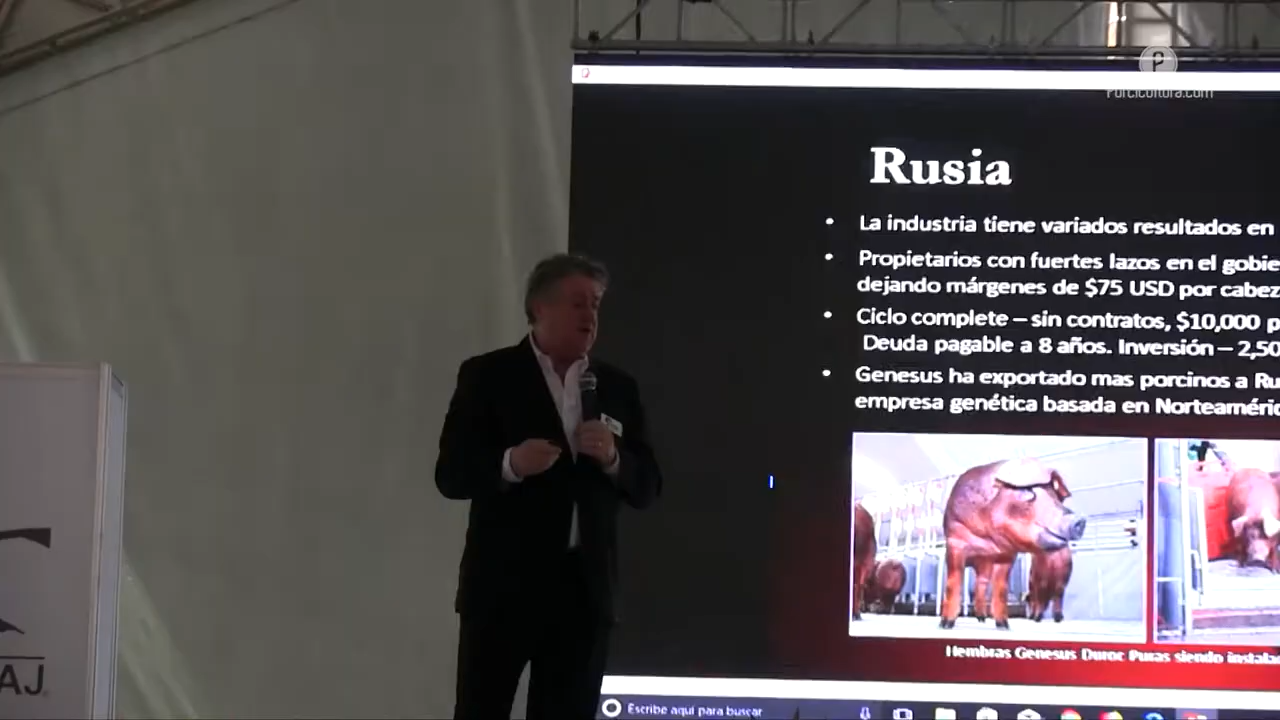 P
Porcicultura.com
Rusia
• La industria tiene variados resultados en
• Propietarios con fuertes lazos en el gobie
dejando márgenes de $75 USD por cabez
• Ciclo complete – sin contratos, $10,000 p
Deuda pagable a 8 años. Inversión – 2,50
• Genesus ha exportado mas porcinos a Ru
empresa genética basada en Norteaméric
Hembras Genesus Duroc Puras siendo instala
Escribe aquí para buscar
AJ